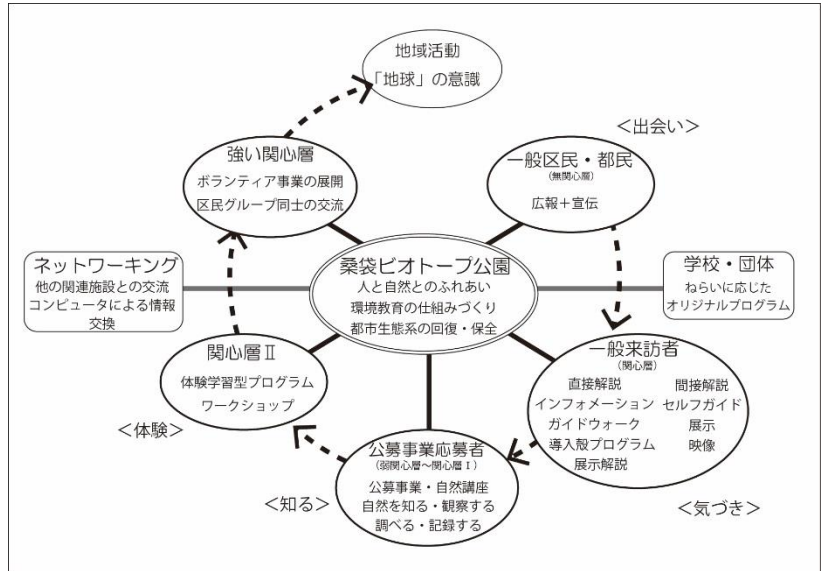 地域活動
「地球」の意識
<出会い>
強い関心層
ボランティア事業の展開
区民グループ同士の交流
一般区民・都民
(無関心層)
広報+宣伝
ネットワーキング
他の関連施設との交流
コンピュータによる情報
交換
桑袋ビオトープ公園
人と自然とのふれあい
環境教育の仕組みづくり
都市生態系の回復・保全
学校・団体
ねらいに応じた
オリジナルプログラム
関心層Ⅱ
体験学習型プログラム
ワークショップ
<体験>
一般来訪者
(関心層)
直接解説
インフォメーション
ガイドウォーク
導入殻プログラム
展示解説
間接解説
セルフガイド
展示
映像
<気づき>
公募事業応募者
(弱関心層~関心層Ⅰ)
公募事業・自然講座
自然を知る・観察する
調べる・記録する
<知る>